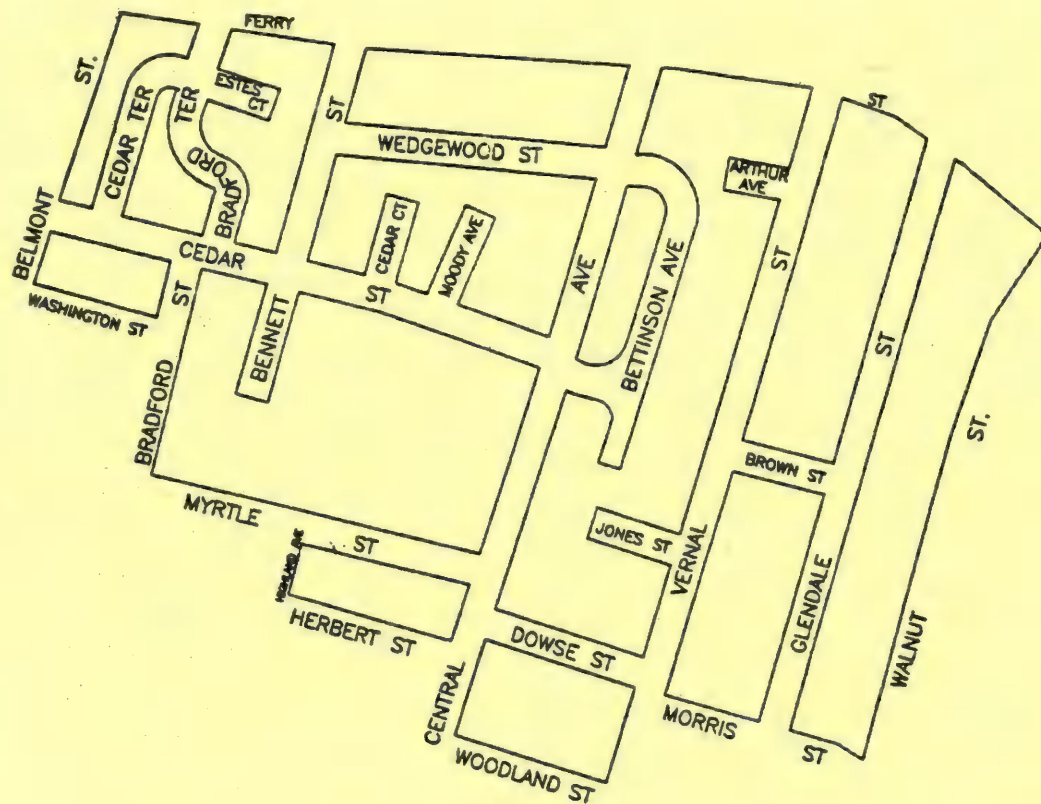 FERRY
ST
ST.
CEDAR TER
BRADFORD TER
ESTES CT
WEDGEWOOD ST
ARTHUR
AVE
ST
BELMONT
CEDAR
ST
WASHINGTON ST
BRADFORD
ST
BENNETT
CEDAR CT
MOODY AVE
AVE
BETTINSON AVE
ST
ST
ST.
BROWN ST
MYRTLE
ST
HIGHLAND AVE
HERBERT ST
JONES ST
VERNAL
DOWSE ST
CENTRAL
MORRIS
GLENDALE
WALNUT
WOODLAND ST
ST